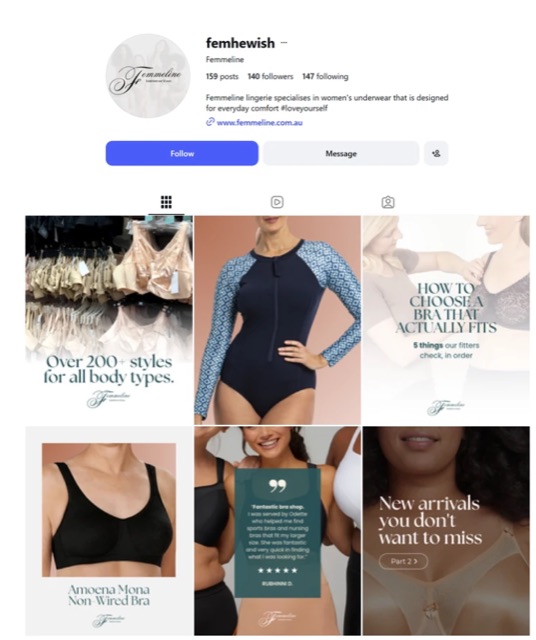 femhewish
Femmeline
159 posts 140 followers 147 following
Femmeline lingerie specialises in women's underwear that is designed
for everyday comfort #loveyourself
www.femmeline.com.au
Follow
Message
Femmeline
Over 200+ styles
for all body types.
Femmeline
HOW TO
CHOOSE A
BRA THAT
ACTUALLY FITS
5 things our fitters
check, in order
Femmeline
Amoena Mona
Non-Wired Bra
Femmeline
"Fantastic bra shop.
I was served by Odette
who helped me find
sports bras and nursing
bras that fit my larger
size. She was fantastic
and very quick in finding
what I was looking for."
RUBHINNI D.
Femmeline
New arrivals
you don't
want to miss
Part 2 >